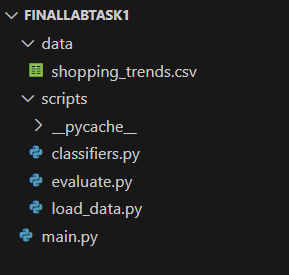 FINALLABTASK1
data
shopping_trends.csv
scripts
__pycache__
classifiers.py
evaluate.py
load_data.py
main.py